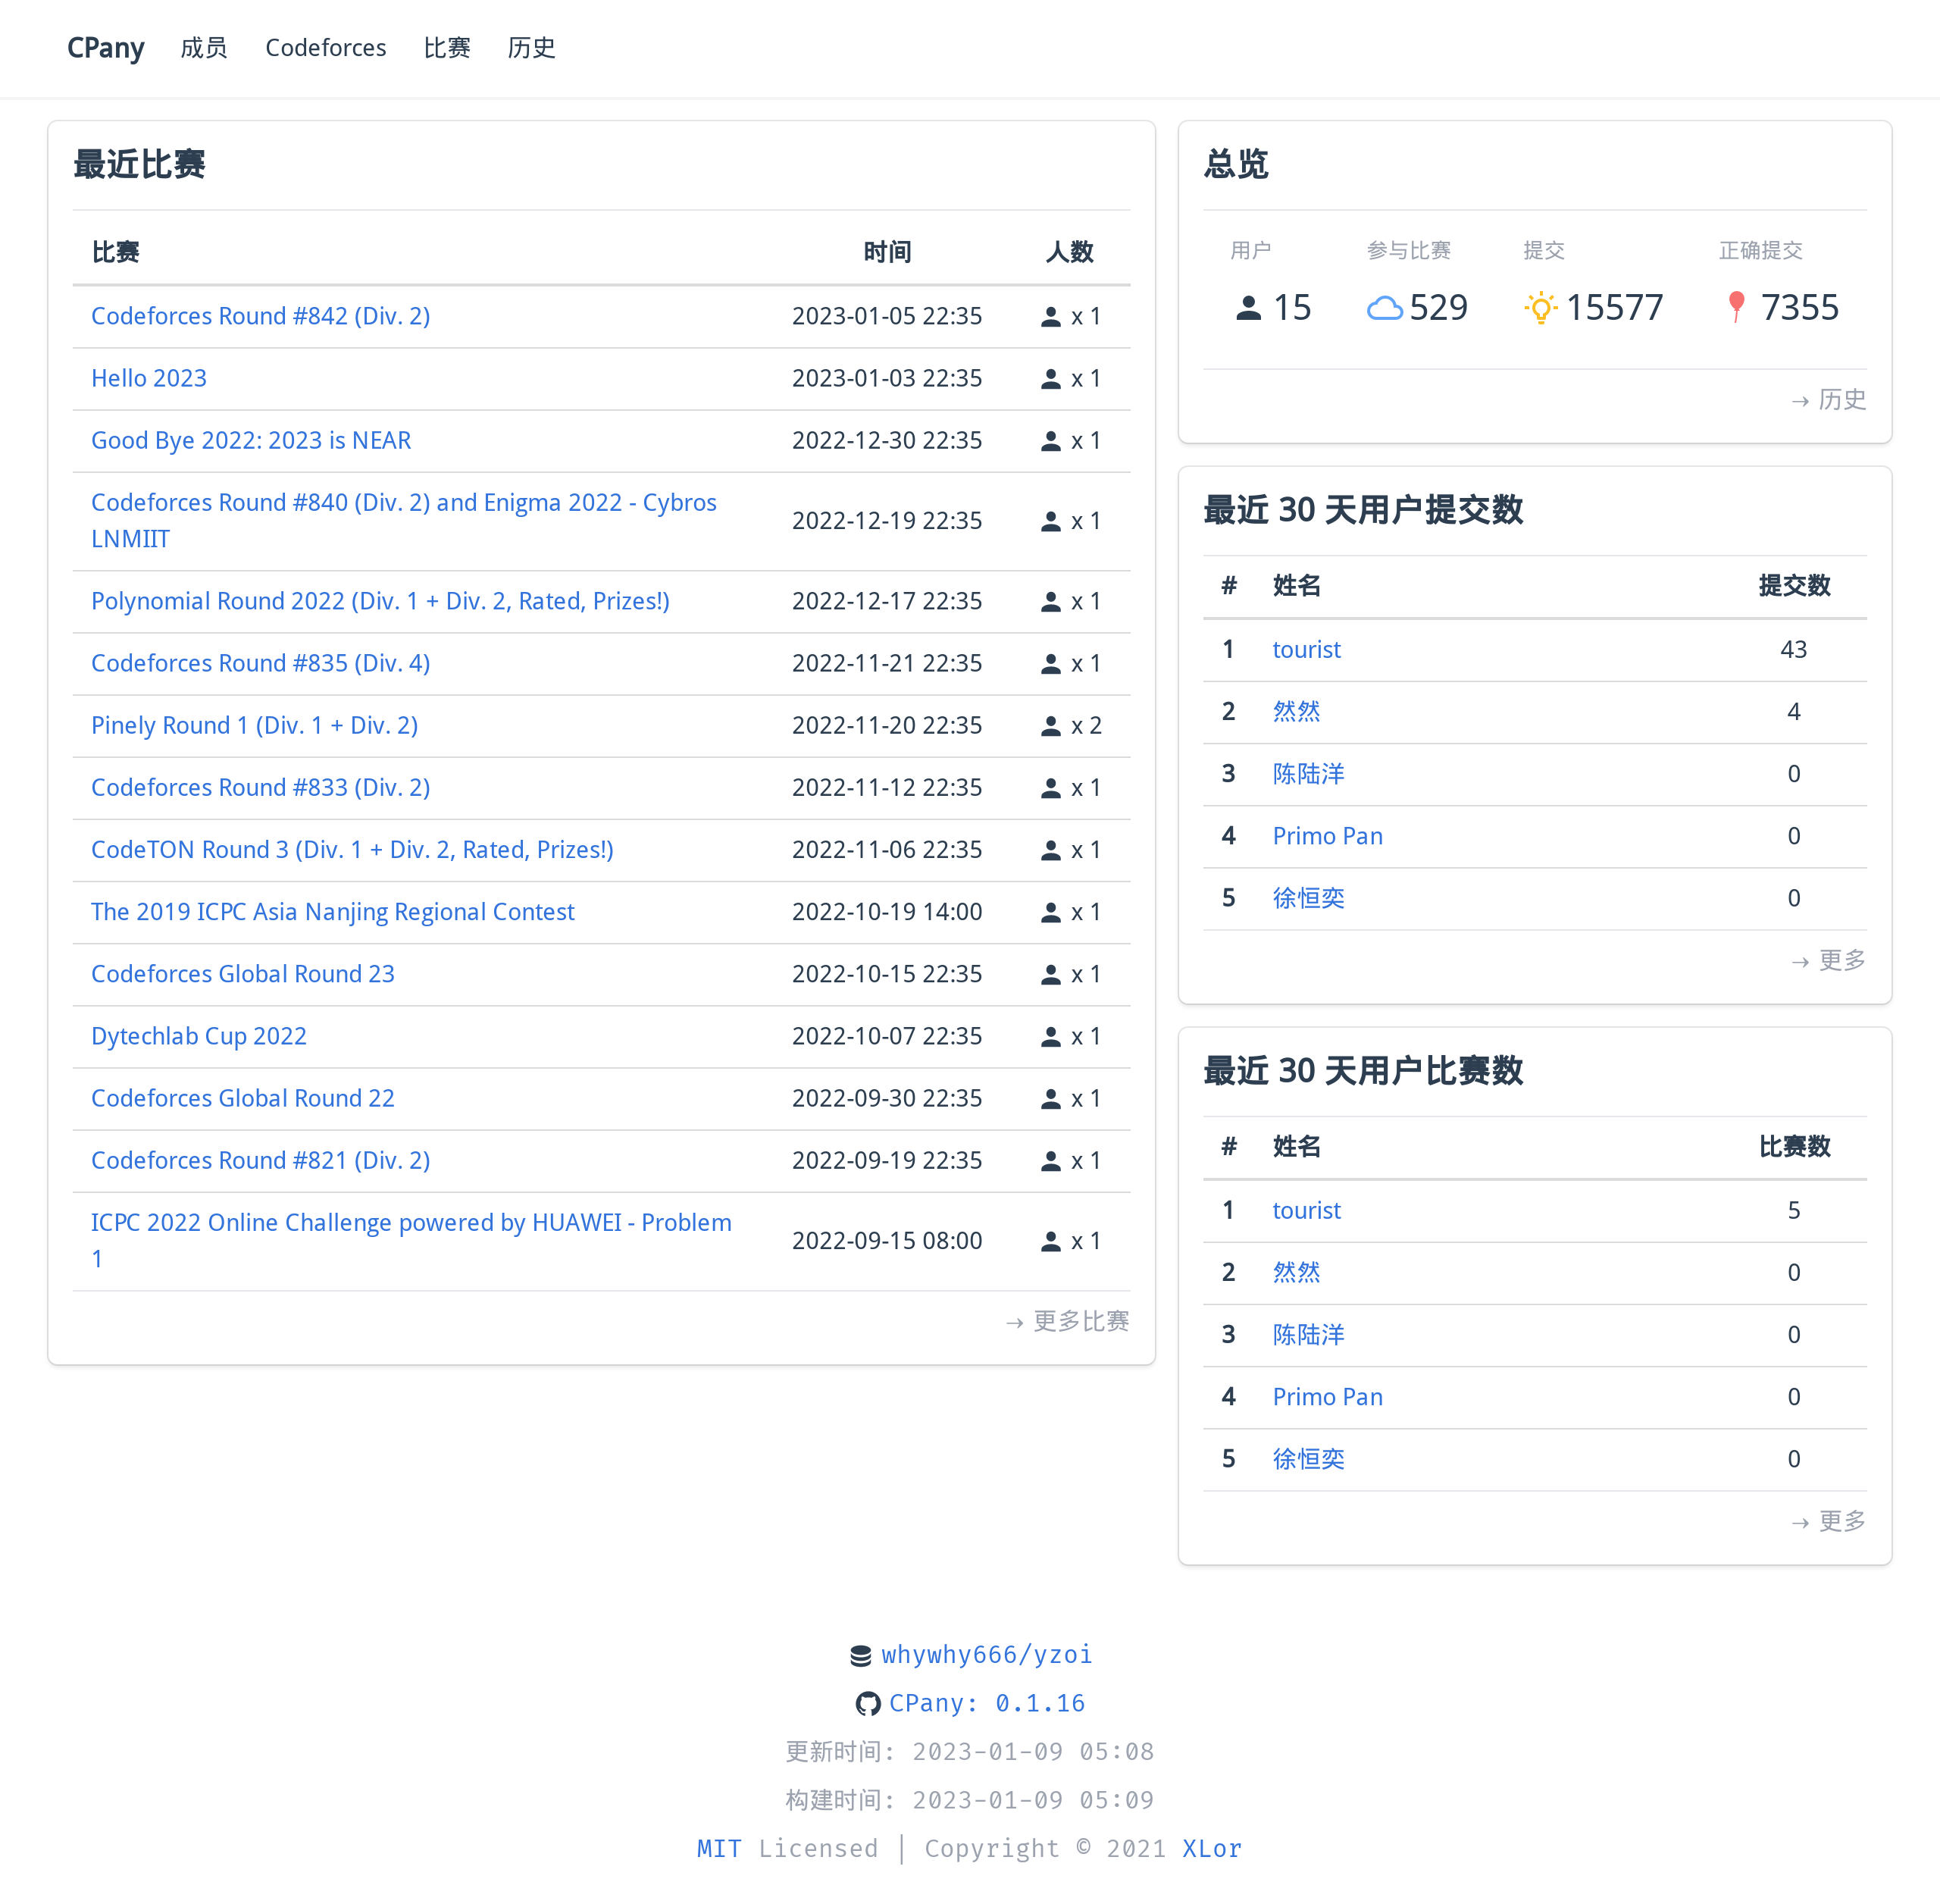 CPany 成员 Codeforces 比赛 历史
最近比赛
比赛 时间 人数
Codeforces Round #842 (Div. 2) 2023-01-05 22:35 x 1
Hello 2023 2023-01-03 22:35 x 1
Good Bye 2022: 2023 is NEAR 2022-12-30 22:35 x 1
Codeforces Round #840 (Div. 2) and Enigma 2022 - Cybros
LNMIIT 2022-12-19 22:35 x 1
Polynomial Round 2022 (Div. 1 + Div. 2, Rated, Prizes!) 2022-12-17 22:35 x 1
Codeforces Round #835 (Div. 4) 2022-11-21 22:35 x 1
Pinely Round 1 (Div. 1 + Div. 2) 2022-11-20 22:35 x 2
Codeforces Round #833 (Div. 2) 2022-11-12 22:35 x 1
CodeTON Round 3 (Div. 1 + Div. 2, Rated, Prizes!) 2022-11-06 22:35 x 1
The 2019 ICPC Asia Nanjing Regional Contest 2022-10-19 14:00 x 1
Codeforces Global Round 23 2022-10-15 22:35 x 1
Dytechlab Cup 2022 2022-10-07 22:35 x 1
Codeforces Global Round 22 2022-09-30 22:35 x 1
Codeforces Round #821 (Div. 2) 2022-09-19 22:35 x 1
ICPC 2022 Online Challenge powered by HUAWEI - Problem
1 2022-09-15 08:00 x 1
→ 更多比赛
总览
用户 参与比赛 提交 正确提交
15 529 15577 7355
→ 历史
最近 30 天用户提交数
# 姓名 提交数
1 tourist 43
2 然然 4
3 陈陆洋 0
4 Primo Pan 0
5 徐恒奕 0
→ 更多
最近 30 天用户比赛数
# 姓名 比赛数
1 tourist 5
2 然然 0
3 陈陆洋 0
4 Primo Pan 0
5 徐恒奕 0
→ 更多
whywhy666/yzoi
CPany: 0.1.16
更新时间: 2023-01-09 05:08
构建时间: 2023-01-09 05:09
MIT Licensed | Copyright © 2021 XLor